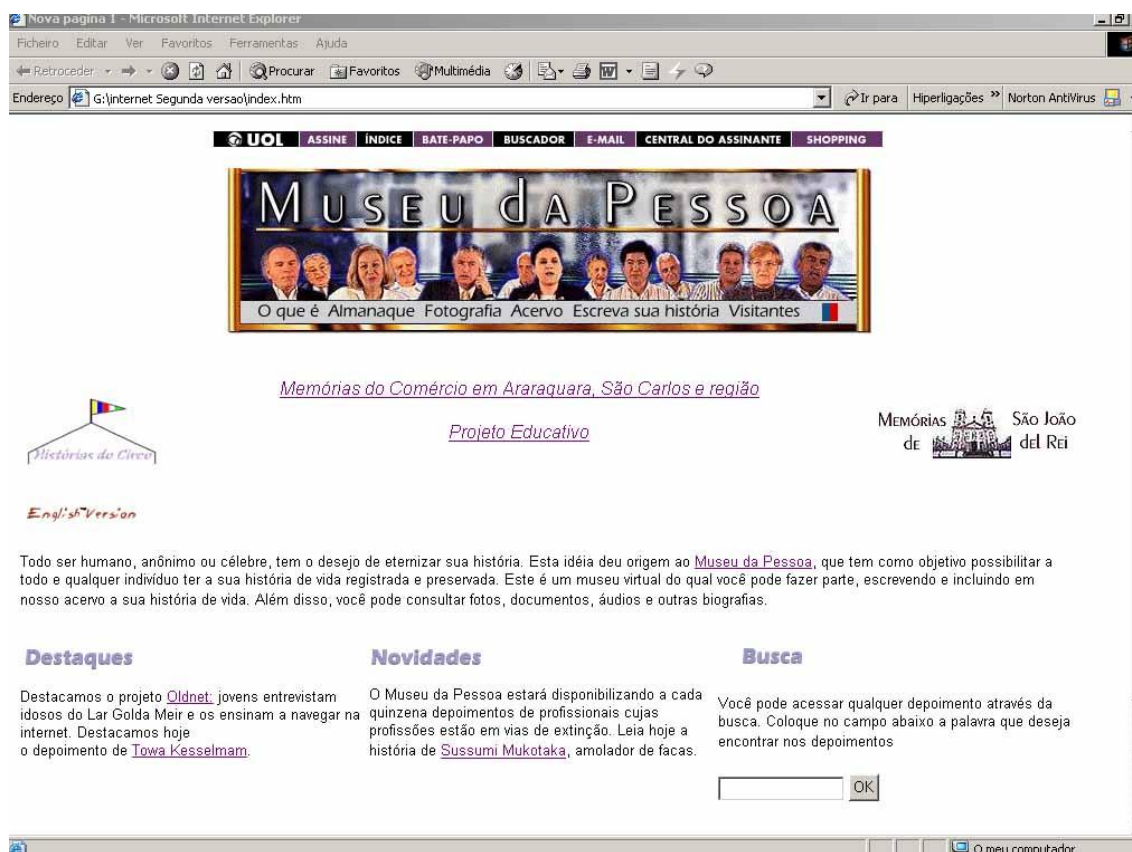 Nova pagina 1 - Microsoft Internet Explorer
Ficheiro Editar Ver Favoritos Ferramentas Ajuda
Retroceder Procurar Favoritos Multimédia
Endereço G:\internet Segunda versao\index.htm Ir para Hiperligações » Norton AntiVirus
UOL ASSINE ÍNDICE BATE-PAPO BUSCADOR E-MAIL CENTRAL DO ASSINANTE SHOPPING
MUSEU dA PESSOA
O que é Almanaque Fotografia Acervo Escreva sua história Visitantes
Memórias do Comércio em Araraquara, São Carlos e região
Projeto Educativo
Histórias do Circo
MEMÓRIAS DE São João del Rei
English Version
Todo ser humano, anônimo ou célebre, tem o desejo de eternizar sua história. Esta idéia deu origem ao Museu da Pessoa, que tem como objetivo possibilitar a
todo e qualquer indivíduo ter a sua história de vida registrada e preservada. Este é um museu virtual do qual você pode fazer parte, escrevendo e incluindo em
nosso acervo a sua história de vida. Além disso, você pode consultar fotos, documentos, áudios e outras biografias.
Destaques
Destacamos o projeto Oldnet: jovens entrevistam
idosos do Lar Golda Meir e os ensinam a navegar na
internet. Destacamos hoje
o depoimento de Towa Kesselmam.
Novidades
O Museu da Pessoa estará disponibilizando a cada
quinzena depoimentos de profissionais cujas
profissões estão em vias de extinção. Leia hoje a
história de Sussumi Mukotaka, amolador de facas.
Busca
Você pode acessar qualquer depoimento através da
busca. Coloque no campo abaixo a palavra que deseja
encontrar nos depoimentos
OK
O meu computador